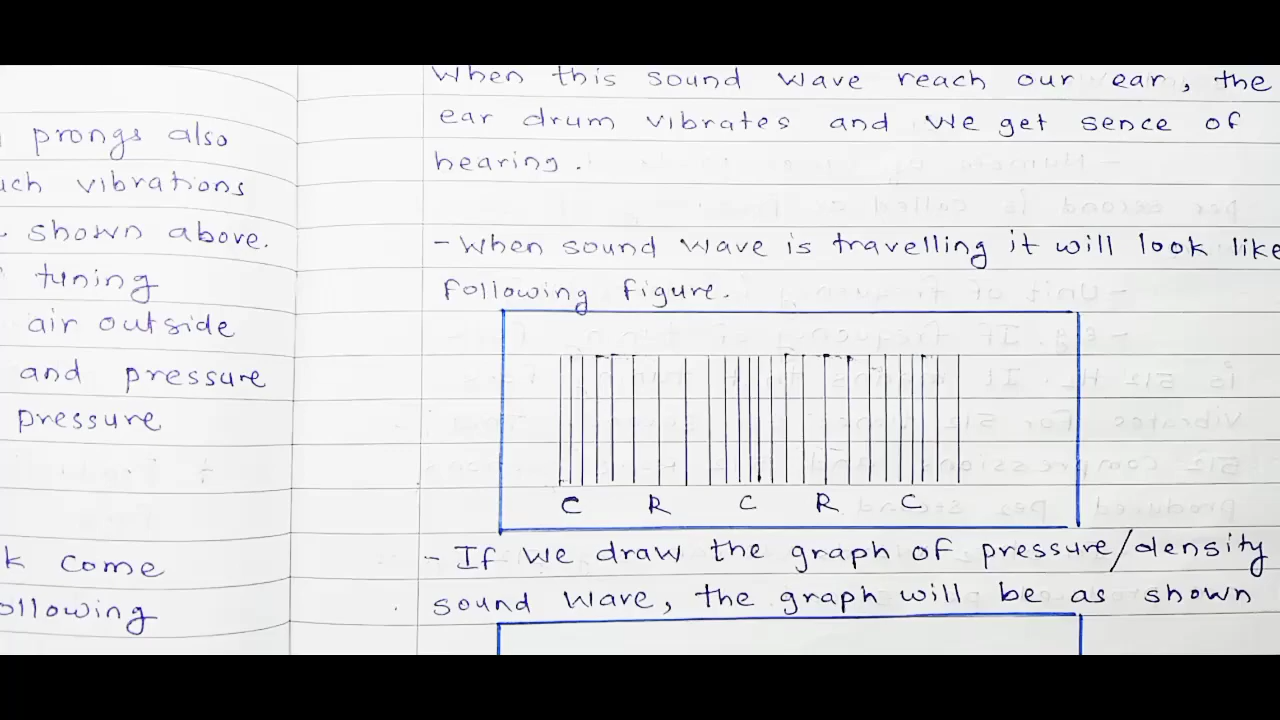 prongs also
vibrations
shown above.
tuning
air outside
and pressure
pressure
come
When this sound wave reach our ear, the
ear drum vibrates and we get sence of
hearing.
- When sound wave is travelling it will look like
following figure.
C R C R C
- If we draw the graph of pressure/density
sound wave, the graph will be as shown